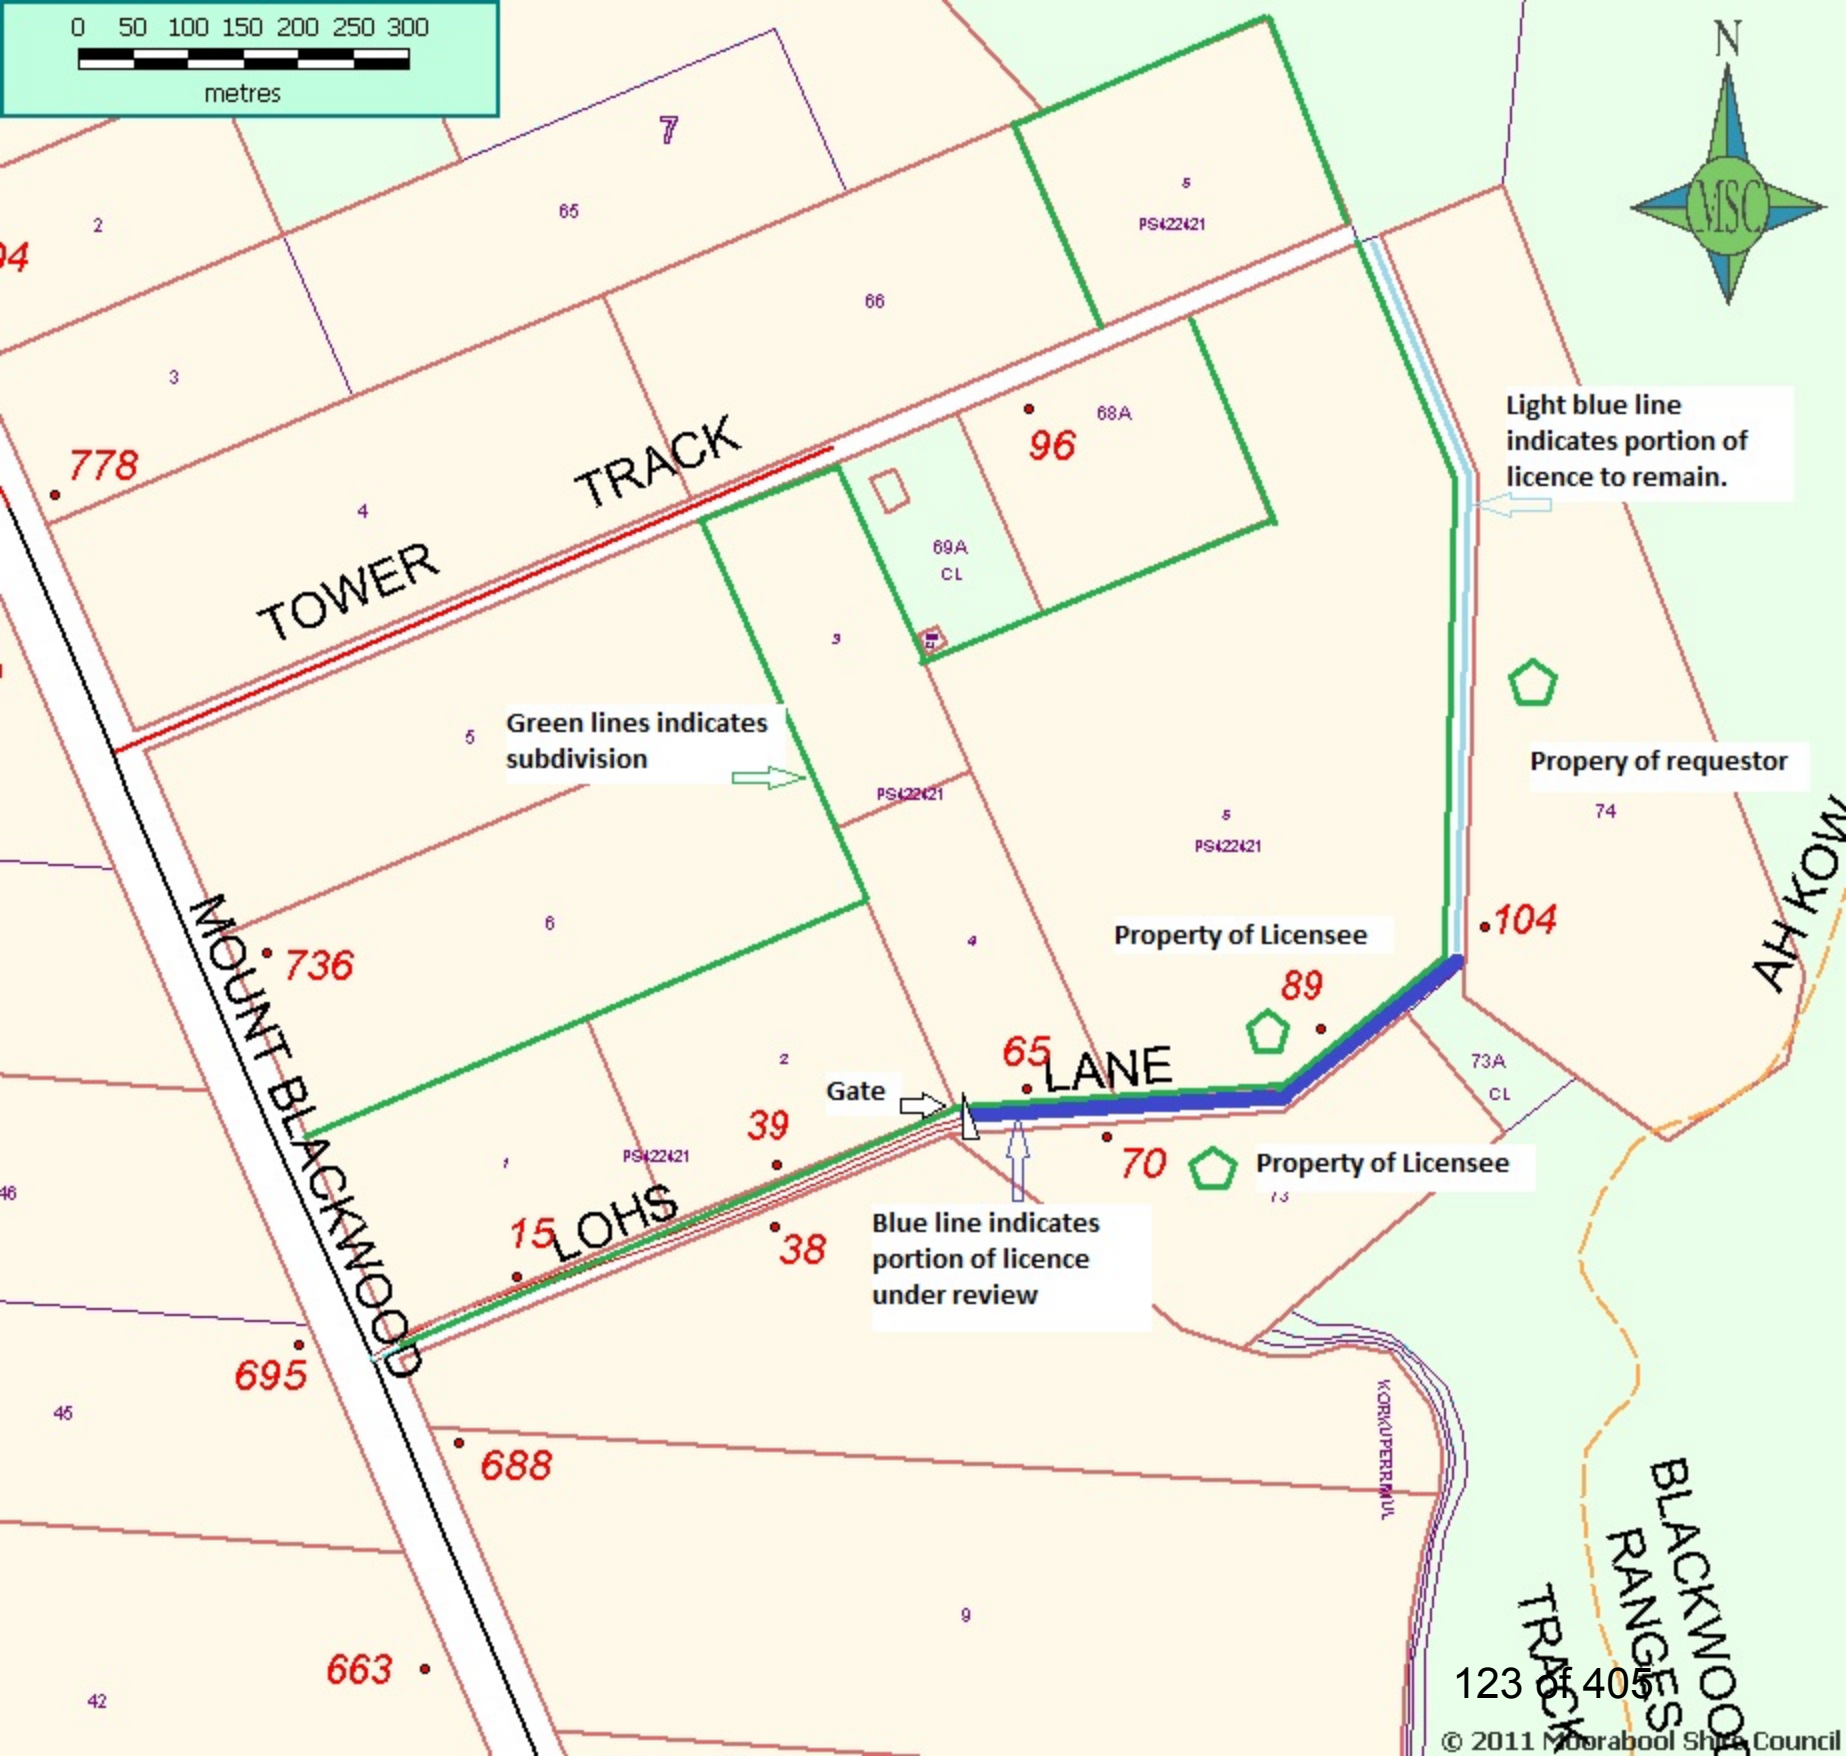 0 50 100 150 200 250 300
metres
N
MSC
7
65
2
94
3
66
5
PS422421
778
4
TOWER TRACK
96
68A
69A
CL
Light blue line
indicates portion of
licence to remain.
3
5
Green lines indicates
subdivision
PS422421
5
PS422421
Propery of requestor
74
AH KOW
104
Property of Licensee
89
6
736
4
MOUNT BLACKWOOD
2
65
LANE
Gate
39
73A
CL
1
PS422421
70
Property of Licensee
73
46
15
LOHS
38
Blue line indicates
portion of licence
under review
695
45
688
KORKUPERRIMUL
9
663
42
BLACKWOOD
RANGES
TRACK
123 of 405
© 2011 Moorabool Shire Council